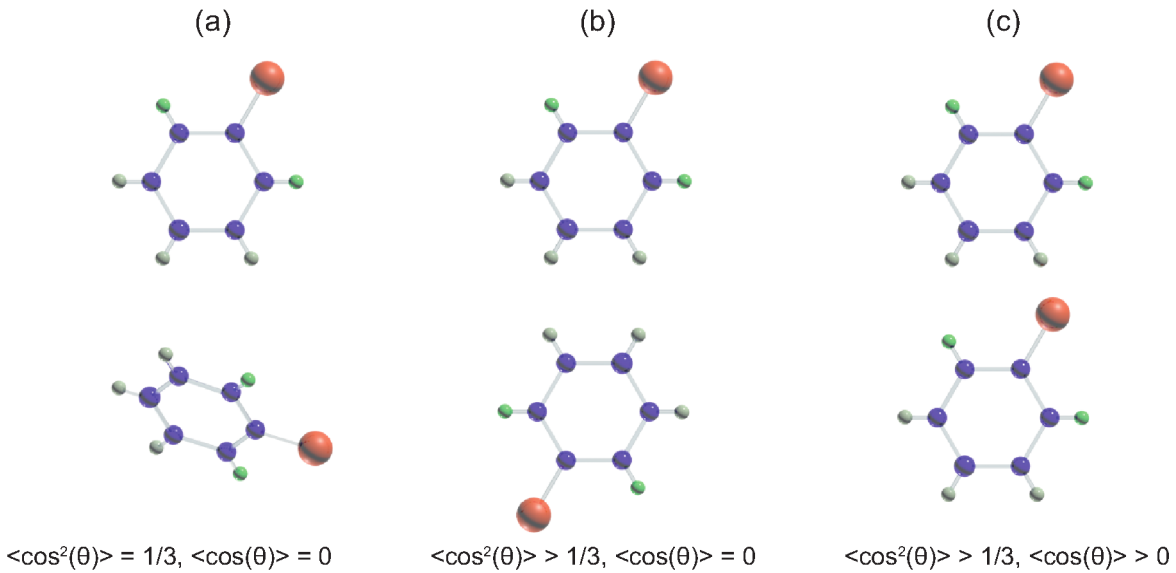 (a) (b) (c)
<cos²(θ)> = 1/3, <cos(θ)> = 0 <cos²(θ)> > 1/3, <cos(θ)> = 0 <cos²(θ)> > 1/3, <cos(θ)> > 0